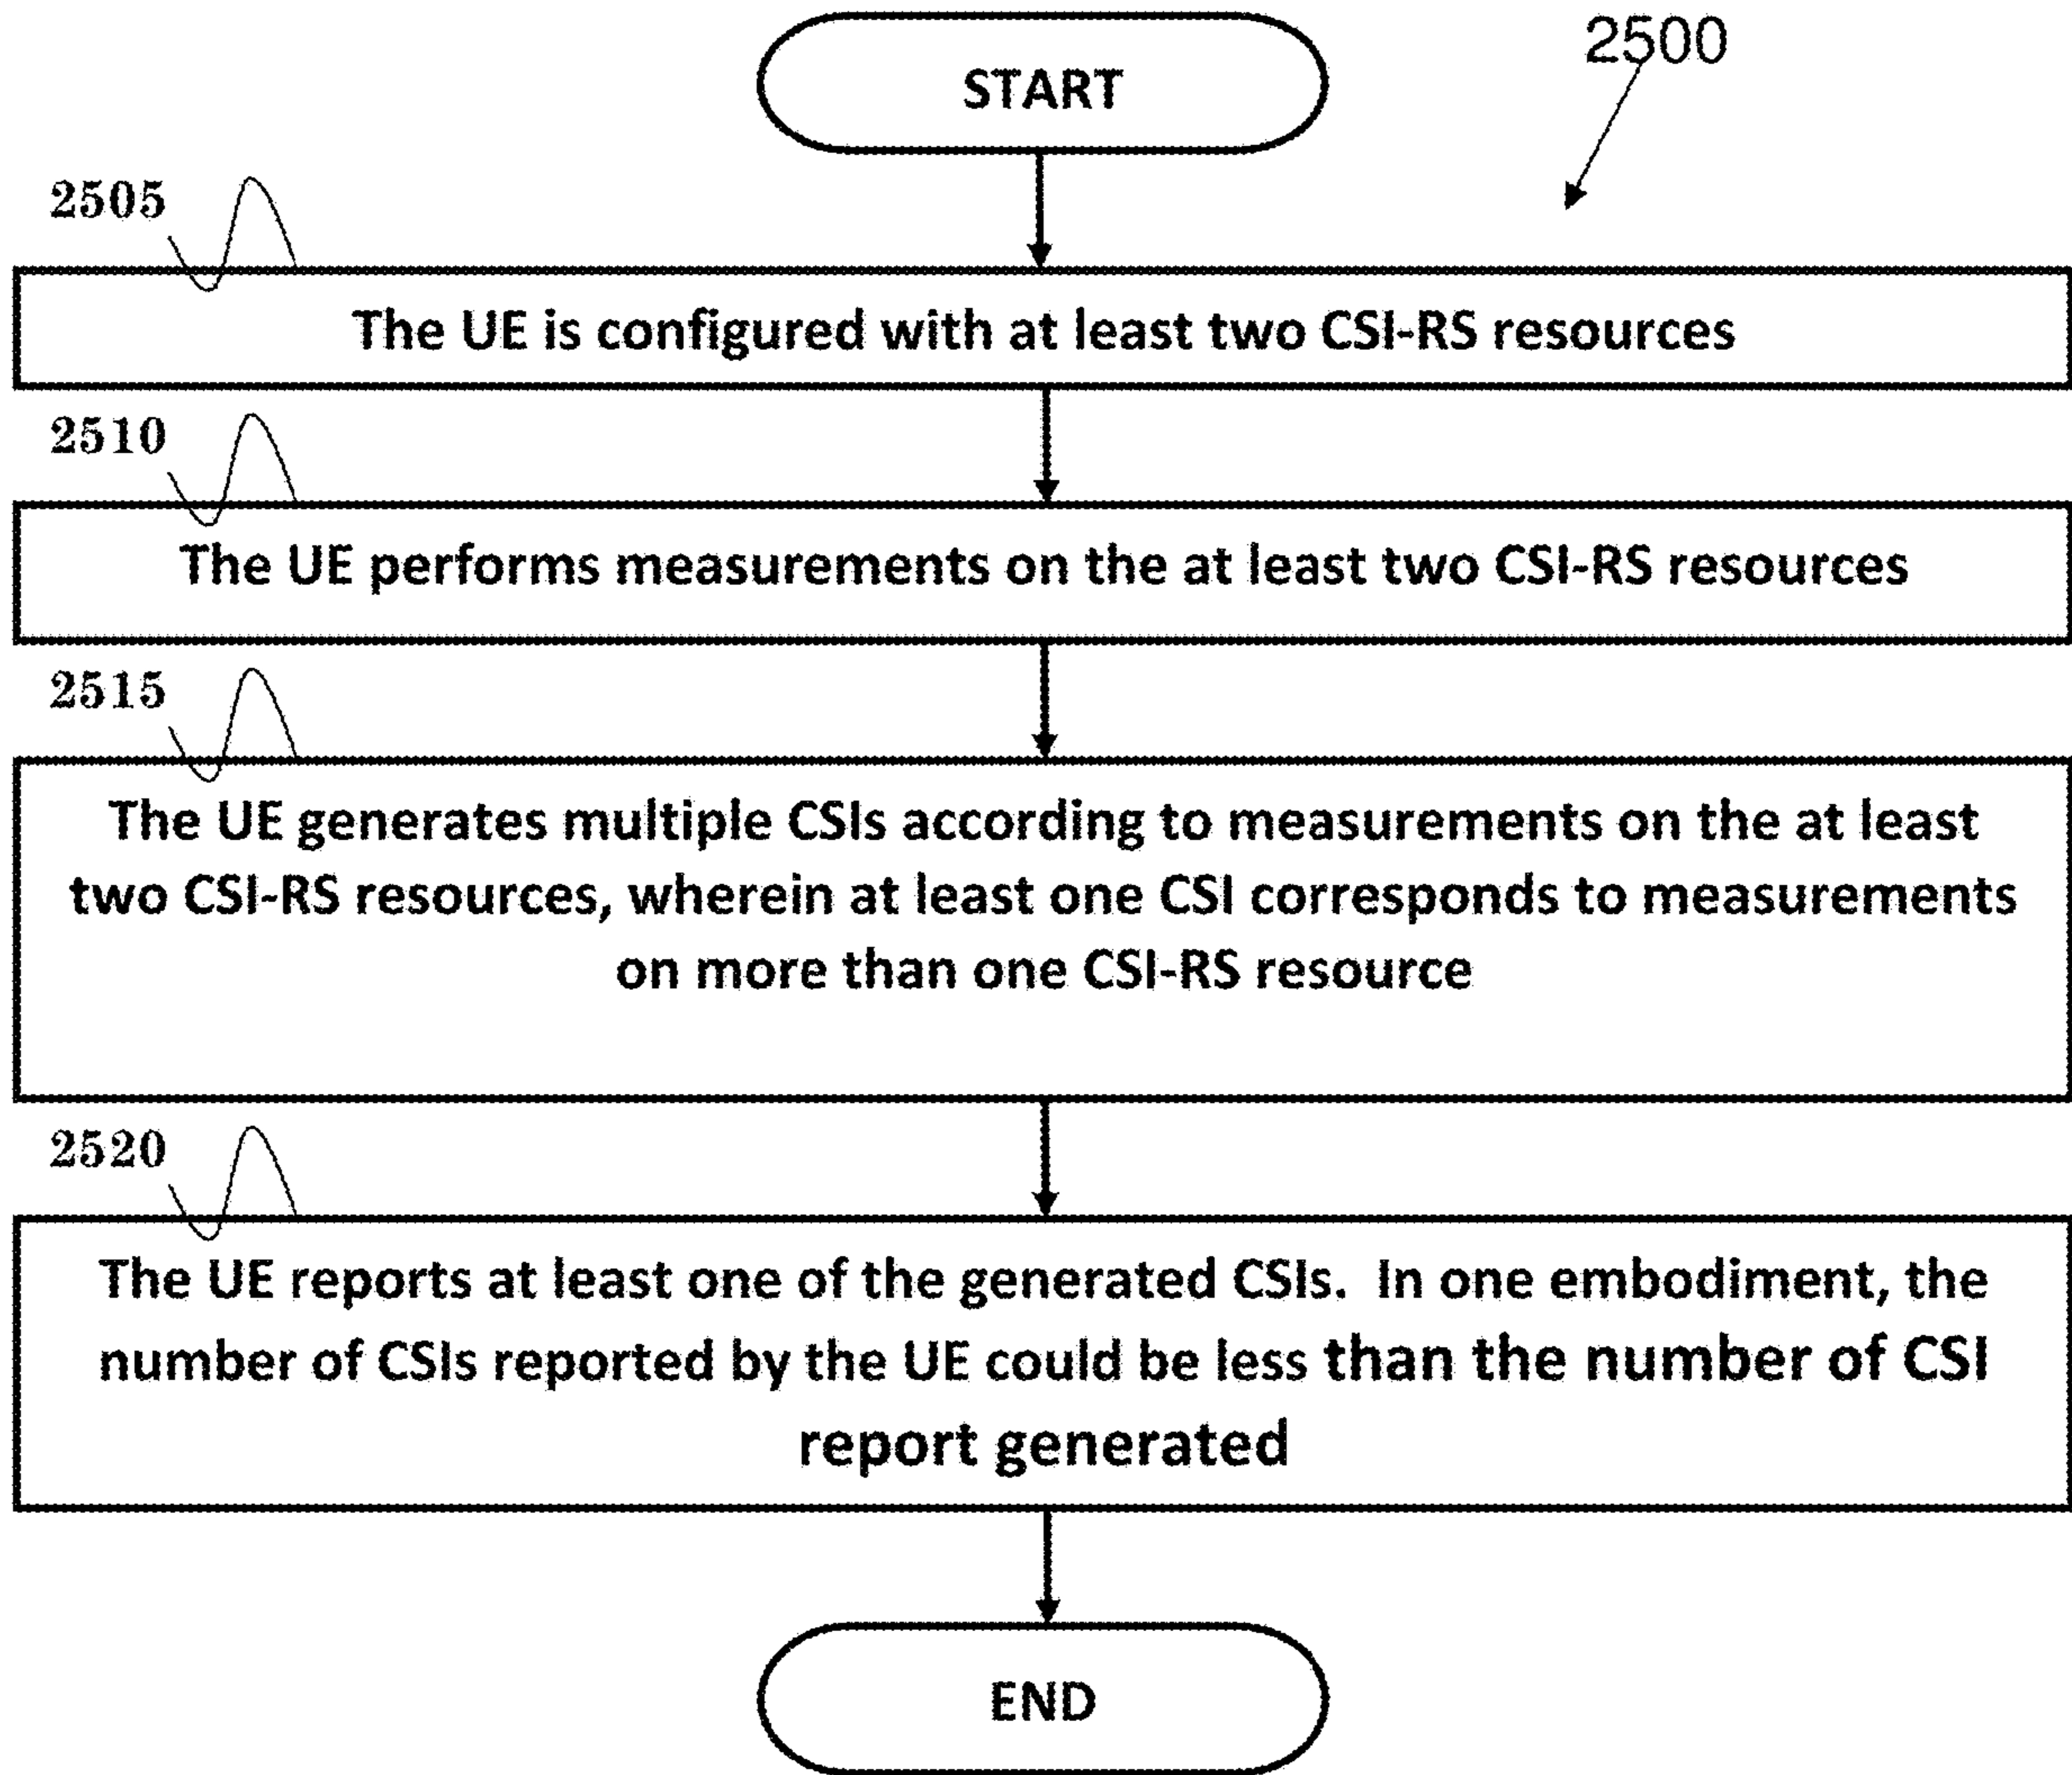 START
2500
2505
The UE is configured with at least two CSI-RS resources
2510
The UE performs measurements on the at least two CSI-RS resources
2515
The UE generates multiple CSIs according to measurements on the at least
two CSI-RS resources, wherein at least one CSI corresponds to measurements
on more than one CSI-RS resource
2520
The UE reports at least one of the generated CSIs. In one embodiment, the
number of CSIs reported by the UE could be less than the number of CSI
report generated
END